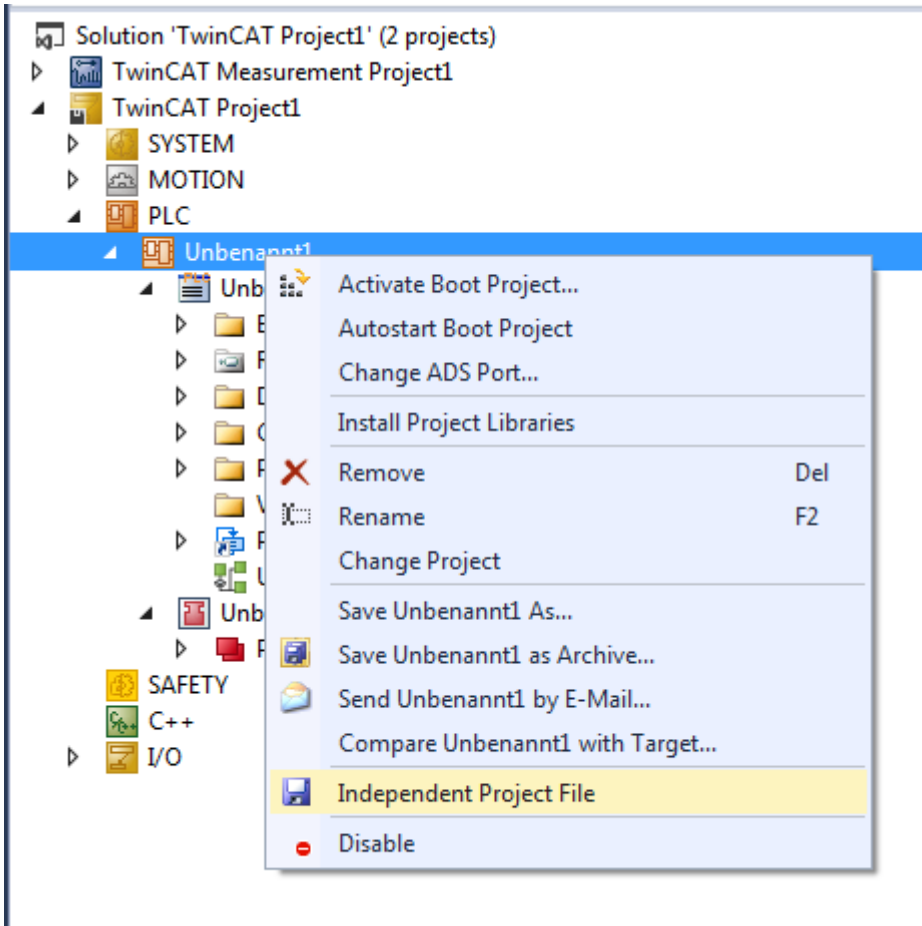 Solution 'TwinCAT Project1' (2 projects)
TwinCAT Measurement Project1
TwinCAT Project1
SYSTEM
MOTION
PLC
Unbenannt1
Unb
Unb
SAFETY
C++
I/O
Activate Boot Project...
Autostart Boot Project
Change ADS Port...
Install Project Libraries
Remove Del
Rename F2
Change Project
Save Unbenannt1 As...
Save Unbenannt1 as Archive...
Send Unbenannt1 by E-Mail...
Compare Unbenannt1 with Target...
Independent Project File
Disable